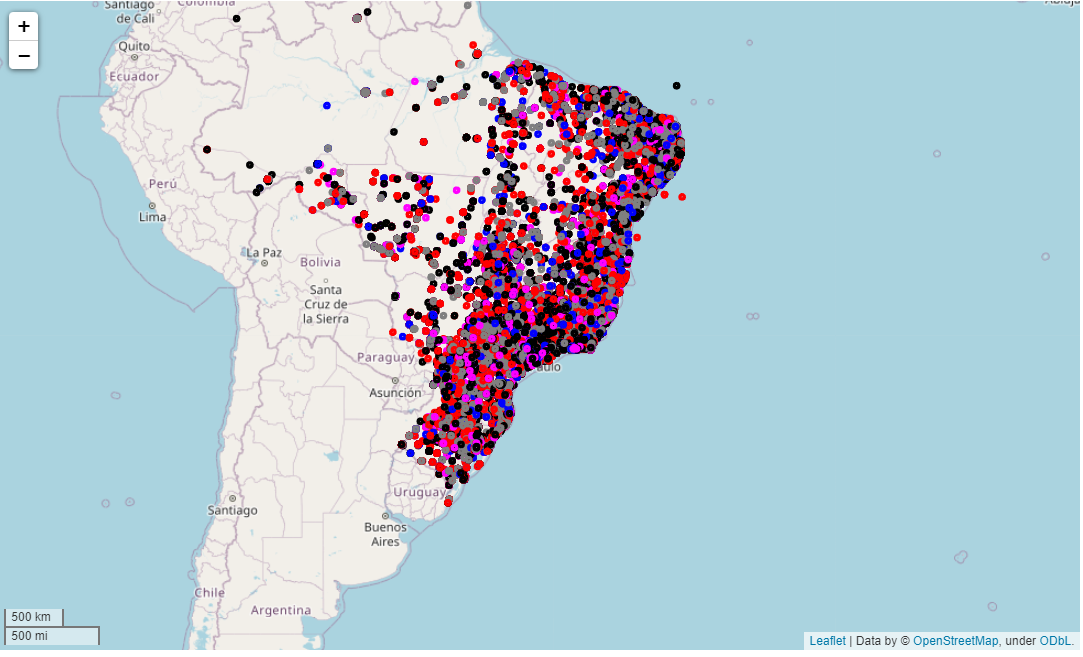 Santiago
de Cali
Colombia
+
−
Quito
Ecuador
Perú
Lima
La Paz
Bolivia
Santa
Cruz de
la Sierra
Paraguay
Asunción
Uruguay
Santiago
Buenos
Aires
Chile
Argentina
500 km
500 mi
Leaflet | Data by © OpenStreetMap, under ODbL.